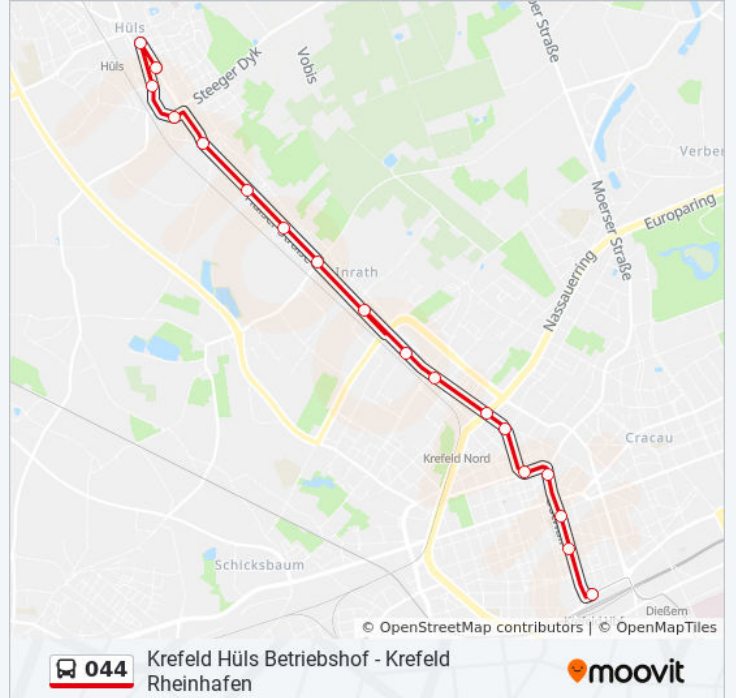 Hüls
Hüls
Steeger Dyk
Vobis
er Straße
Verber
Moerser Straße
Europaring
Nassauerring
Inrath
Cracau
Krefeld Nord
Schicksbaum
Dießem
© OpenStreetMap contributors | © OpenMapTiles
044
Krefeld Hüls Betriebshof - Krefeld
Rheinhafen
moovit